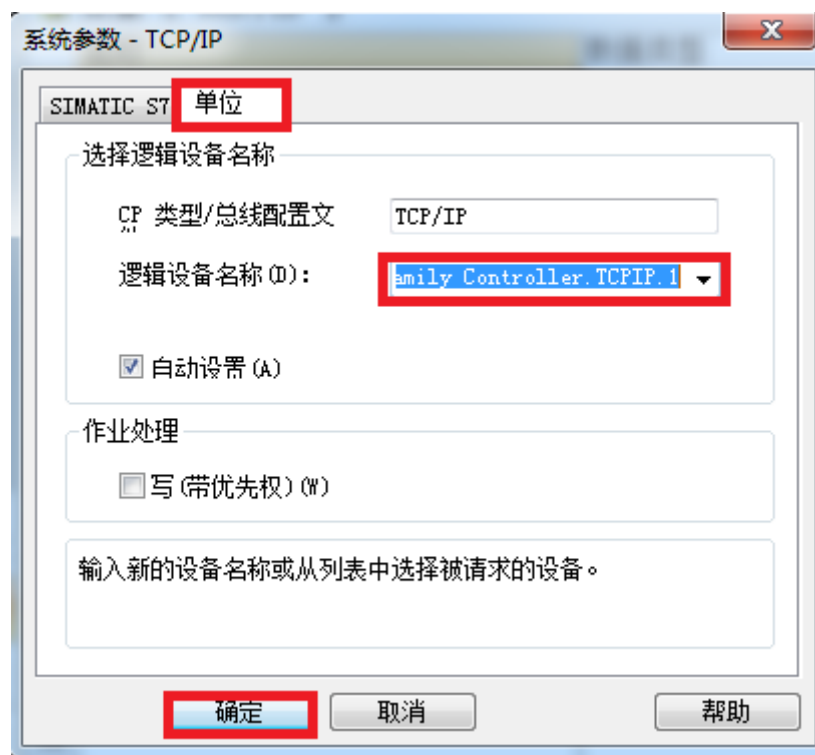 系统参数 - TCP/IP
SIMATIC S7 单位
选择逻辑设备名称
CP 类型/总线配置文 TCP/IP
逻辑设备名称(D): amily Controller.TCPIP.1
自动设置(A)
作业处理
写(带优先权)(W)
输入新的设备名称或从列表中选择被请求的设备。
确定 取消 帮助